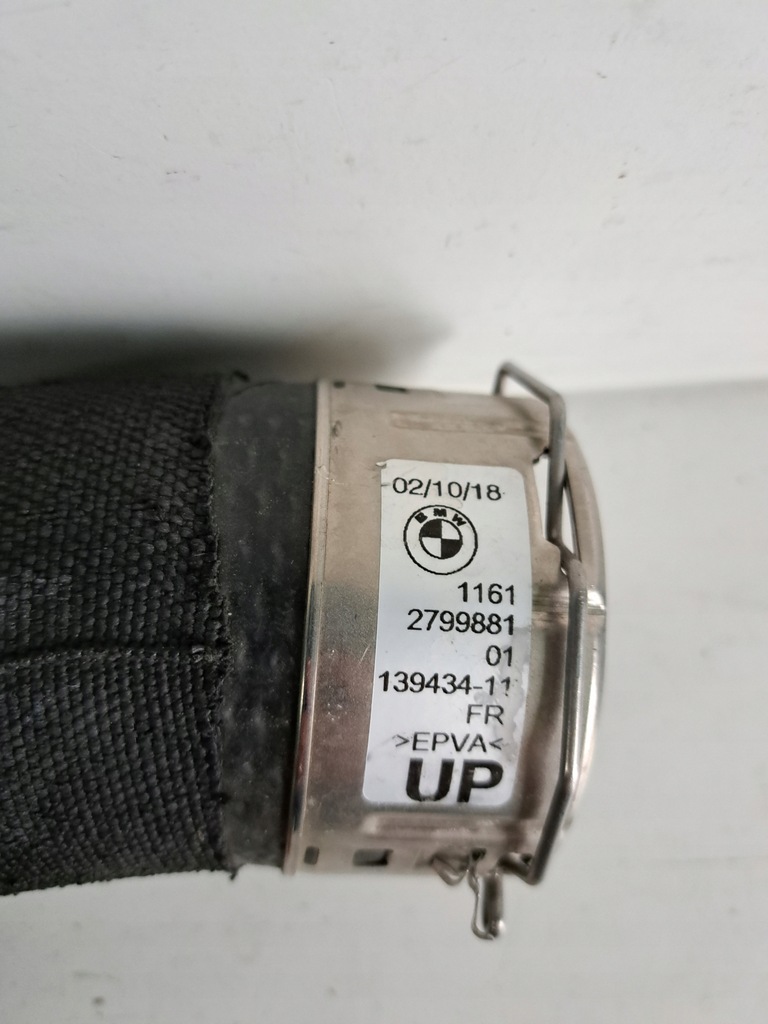 02/10/18
BMW
1161
2799881
01
139434-11
FR
>EPVA<
UP